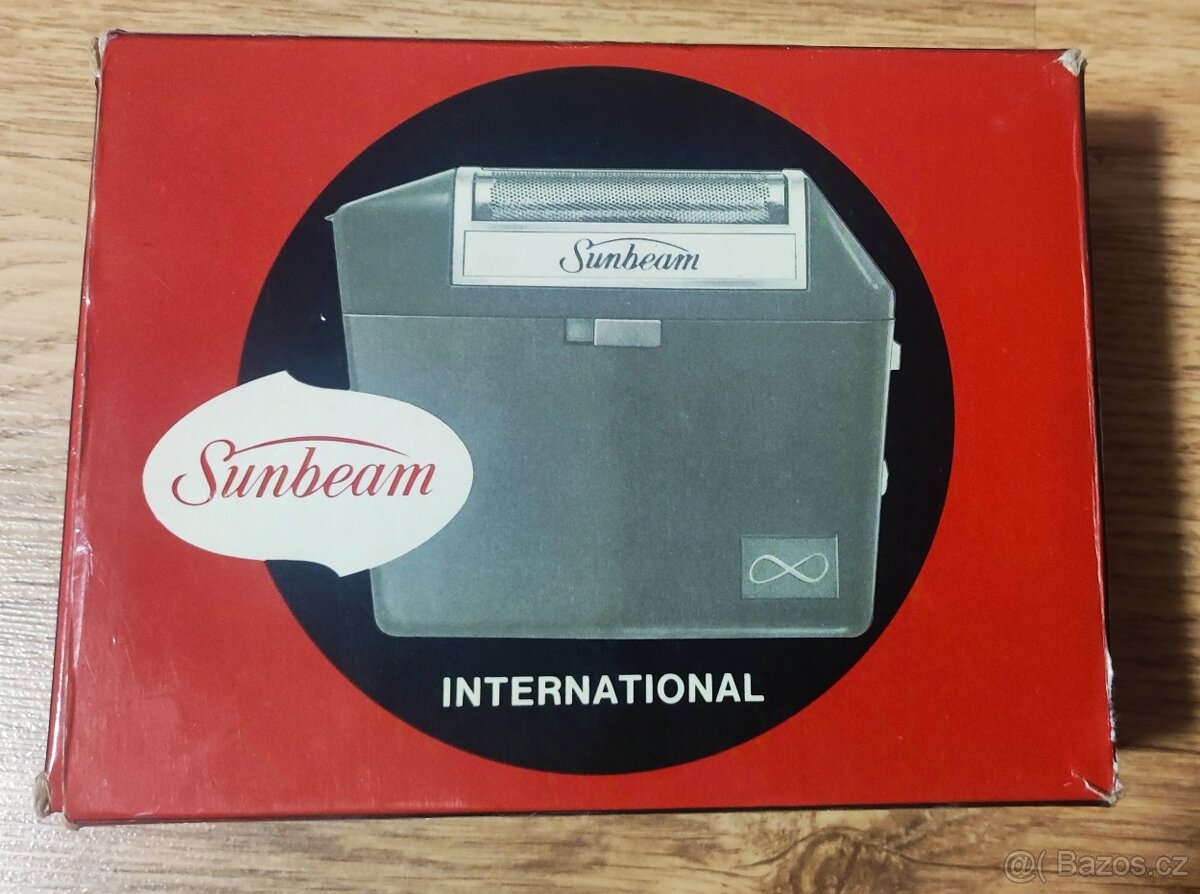 Sunbeam
Sunbeam
INTERNATIONAL
@( Bazos.cz